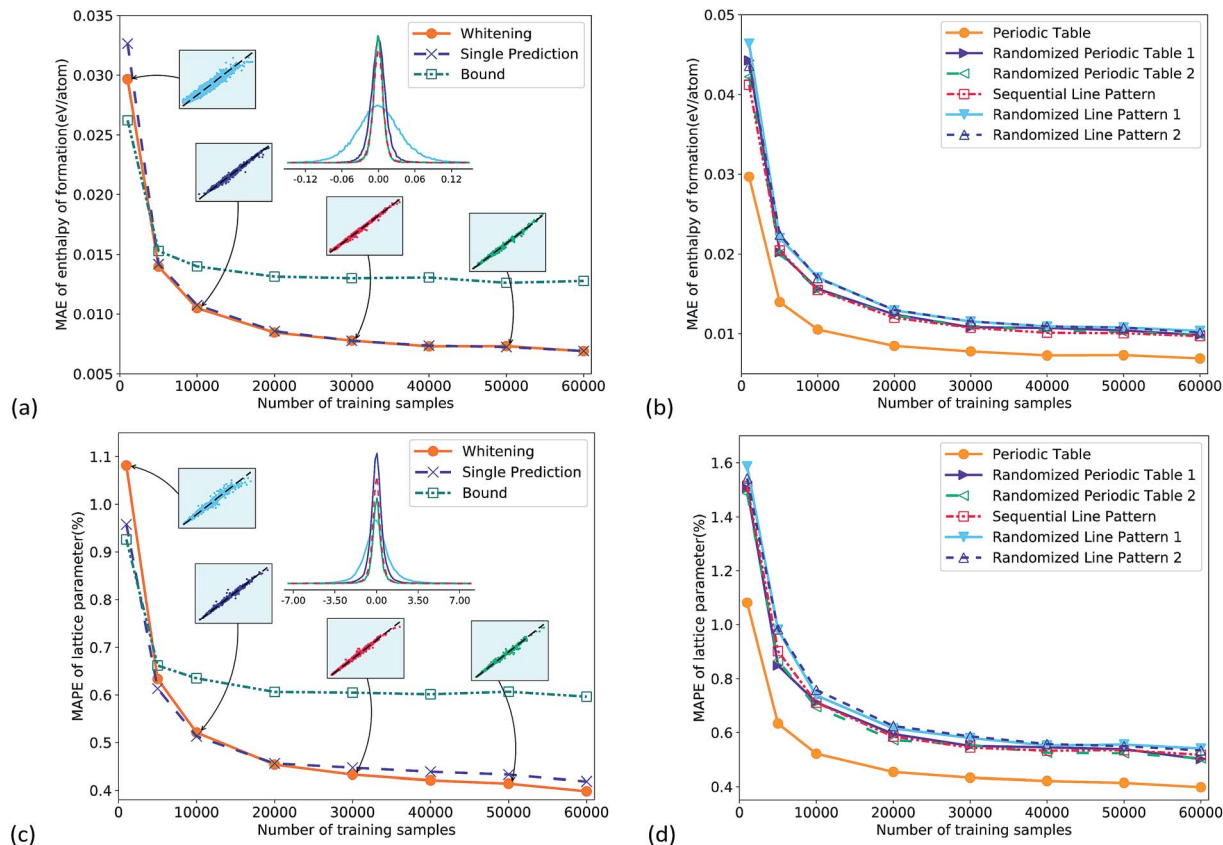 0.035
0.030
0.025
0.020
0.015
0.010
0.005
MAE of enthalpy of formation(eV/atom)
Whitening
Single Prediction
Bound
-0.12 -0.06 0.00 0.06 0.12
0 10000 20000 30000 40000 50000 60000
Number of training samples
(a)
0.05
0.04
0.03
0.02
0.01
MAE of enthalpy of formation(eV/atom)
Periodic Table
Randomized Periodic Table 1
Randomized Periodic Table 2
Sequential Line Pattern
Randomized Line Pattern 1
Randomized Line Pattern 2
0 10000 20000 30000 40000 50000 60000
Number of training samples
(b)
1.1
1.0
0.9
0.8
0.7
0.6
0.5
0.4
MAPE of lattice parameter(%)
Whitening
Single Prediction
Bound
-7.00 -3.50 0.00 3.50 7.00
0 10000 20000 30000 40000 50000 60000
Number of training samples
(c)
1.6
1.4
1.2
1.0
0.8
0.6
0.4
MAPE of lattice parameter(%)
Periodic Table
Randomized Periodic Table 1
Randomized Periodic Table 2
Sequential Line Pattern
Randomized Line Pattern 1
Randomized Line Pattern 2
0 10000 20000 30000 40000 50000 60000
Number of training samples
(d)